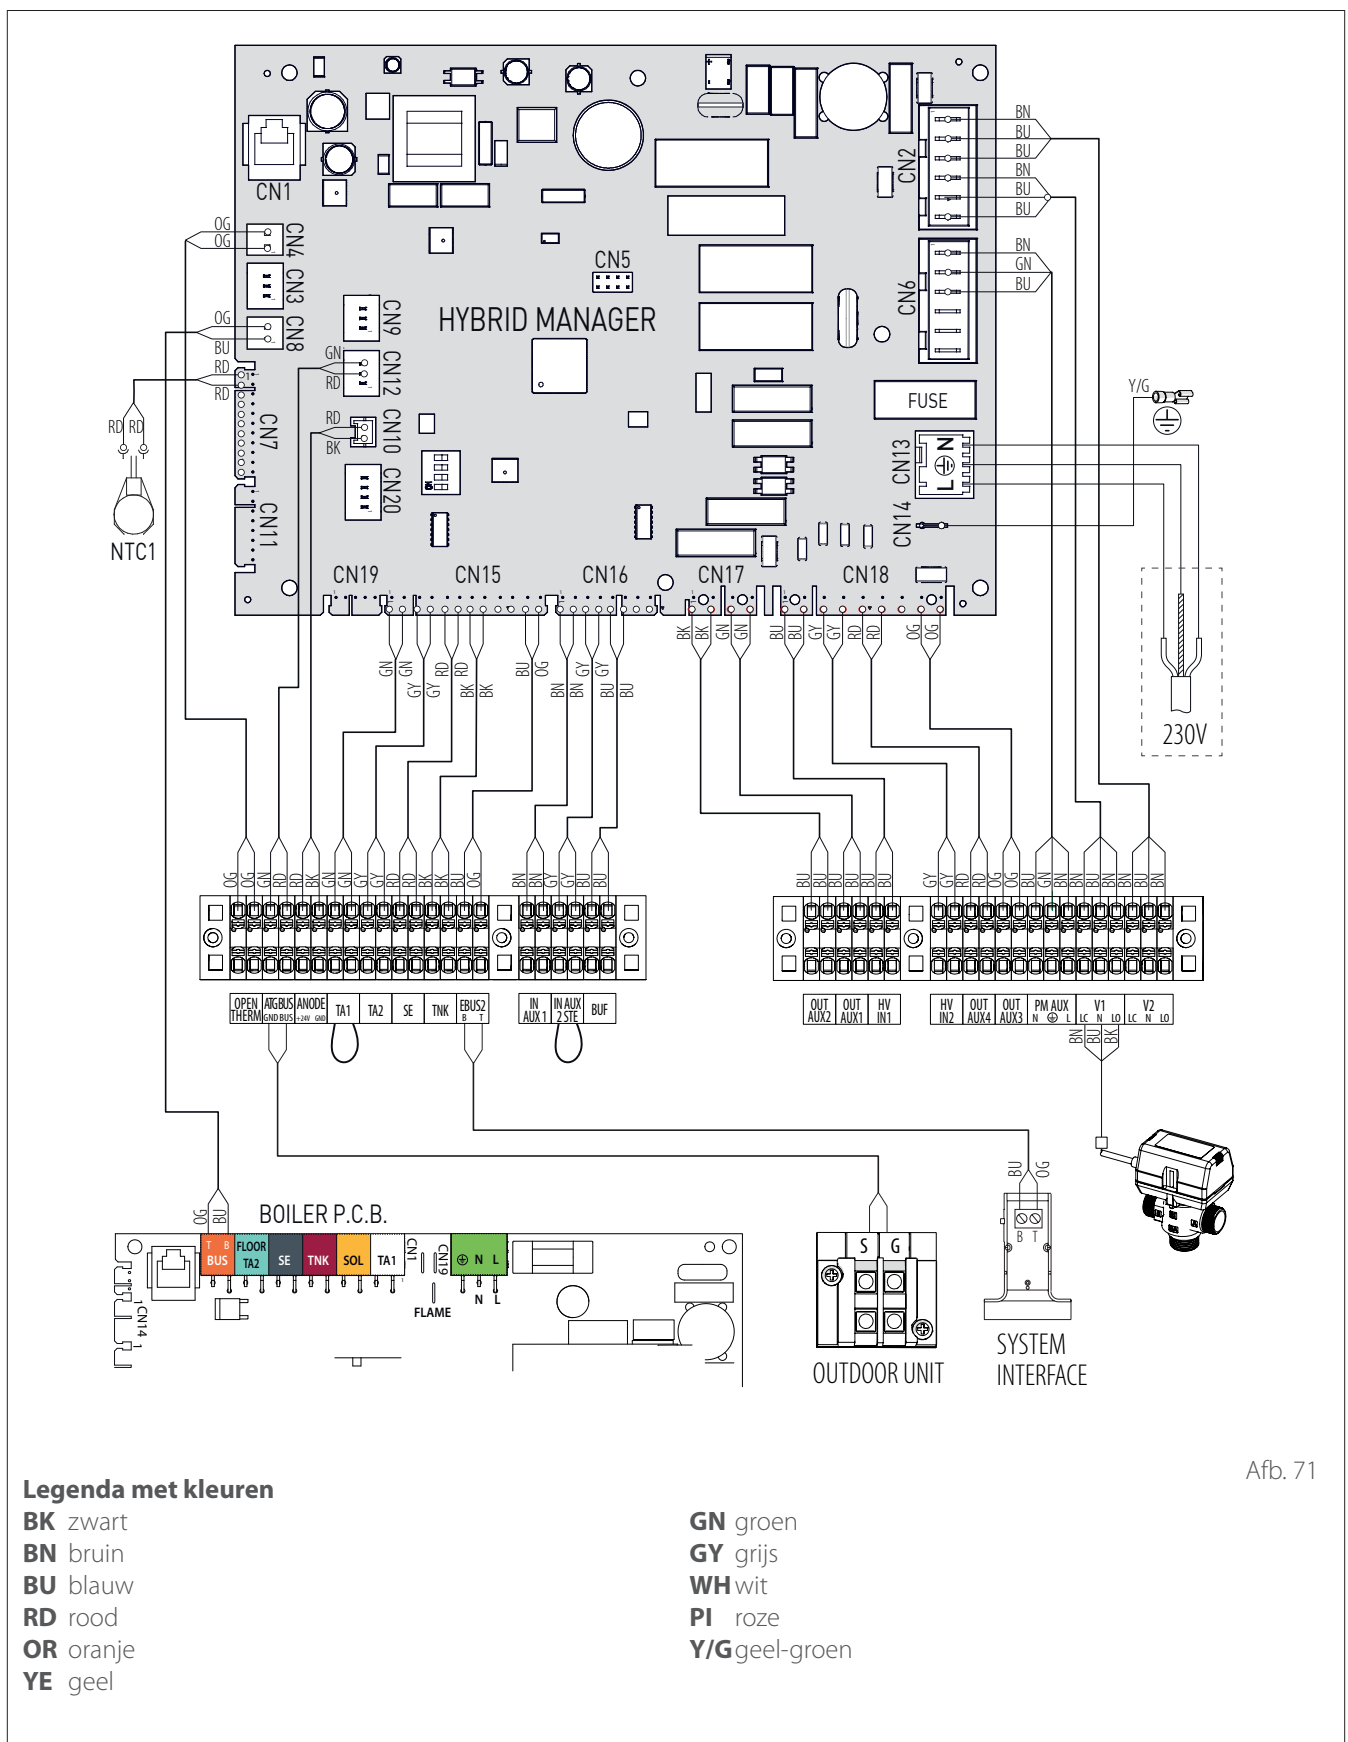 HYBRID MANAGER
CN1
CN4
CN3
CN8
CN7
CN11
CN9
CN12
CN10
CN20
CN5
CN2
CN6
FUSE
CN13
L N
CN14
CN19
CN15
CN16
CN17
CN18
OG
OG
OG
BU
RD
RD
GN
RD
RD
BK
RD RD
NTC1
BN
BU
BU
BN
BU
BU
BN
GN
BU
Y/G
230V
GN GN GY GY RD RD BK BK BU OG BN BN GY GY BU BU
BK BK GN GN BU BU GY GY RD RD OG OG
OG OG GN RD RD BK GN GN GY GY RD RD BK BK BU OG
BN BN GY GY BU BU
BU BU BU BU BU BU
GY GY RD RD OG OG BU GN BN BN BU BN BN BU BN
OPEN THERM
ATGBUS
GND BUS
ANODE
+24V GND
TA1
TA2
SE
TNK
EBUS2
B T
IN AUX 1
IN AUX 2 STE
BUF
OUT AUX2
OUT AUX1
HV IN1
HV IN2
OUT AUX4
OUT AUX3
PM AUX
N L
V1
LC N LO
V2
LC N LO
BN BU BK
OG BU
BOILER P.C.B.
T B
BUS
FLOOR
TA2
SE
TNK
SOL
TA1
1
CN1
CN19
FLAME
N L
N L
1 CN14 1
S G
OUTDOOR UNIT
BU OG
B T
SYSTEM
INTERFACE
Afb. 71
Legenda met kleuren
BK zwart
BN bruin
BU blauw
RD rood
OR oranje
YE geel
GN groen
GY grijs
WH wit
PI roze
Y/G geel-groen